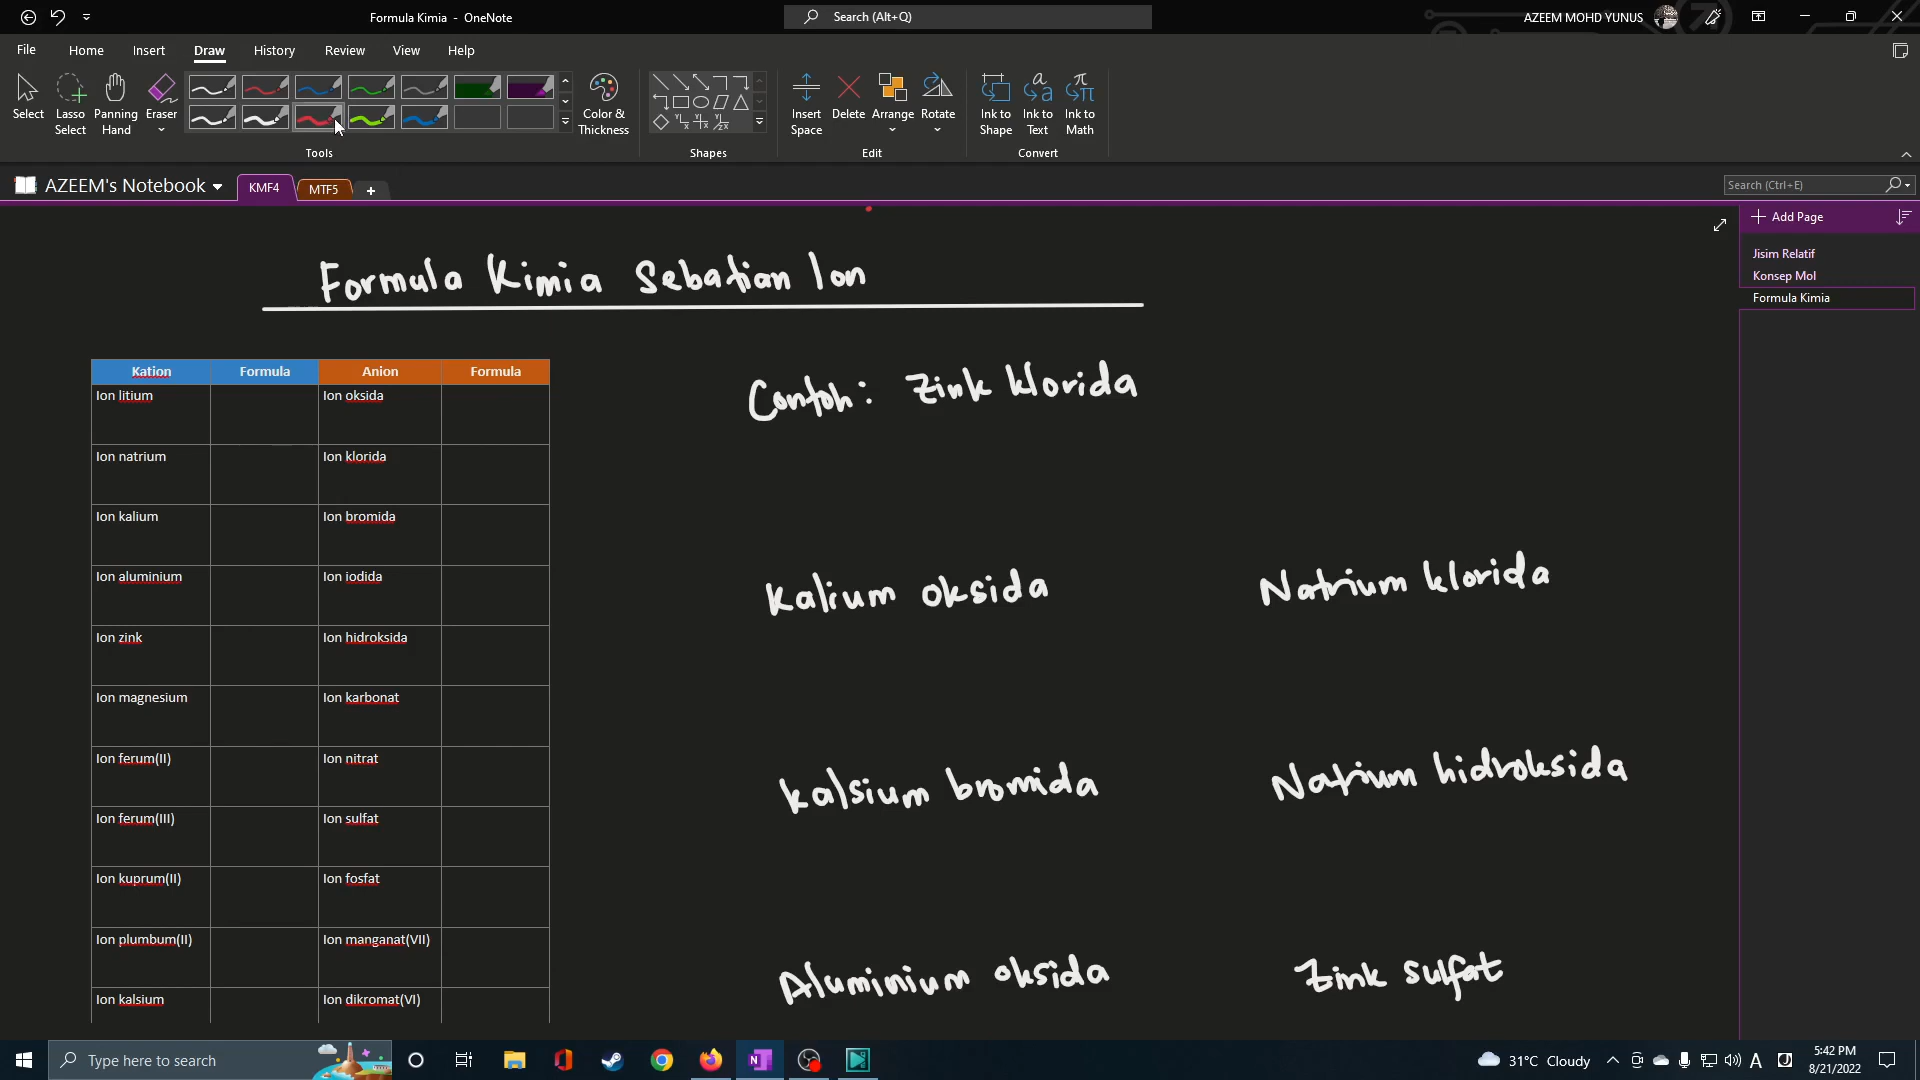 Formula Kimia - OneNote
Search (Alt+Q)
AZEEM MOHD YUNUS
File Home Insert Draw History Review View Help
Select
Lasso Select
Panning Hand
Eraser
Color & Thickness
Insert Space
Delete
Arrange
Rotate
Ink to Shape
Ink to Text
Ink to Math
Tools
Shapes
Edit
Convert
AZEEM's Notebook
KMF4
MTF5
Search (Ctrl+E)
Add Page
Jisim Relatif
Konsep Mol
Formula Kimia
Formula Kimia Sebatian Ion
Kation Formula Anion Formula
Ion litium Ion oksida
Ion natrium Ion klorida
Ion kalium Ion bromida
Ion aluminium Ion iodida
Ion zink Ion hidroksida
Ion magnesium Ion karbonat
Ion ferum(II) Ion nitrat
Ion ferum(III) Ion sulfat
Ion kuprum(II) Ion fosfat
Ion plumbum(II) Ion manganat(VII)
Ion kalsium Ion dikromat(VI)
Contoh: Zink klorida
Kalium oksida Natrium klorida
Kalsium bromida Natrium hidroksida
Aluminium oksida Zink sulfat
Type here to search
31°C Cloudy
A
5:42 PM
8/21/2022